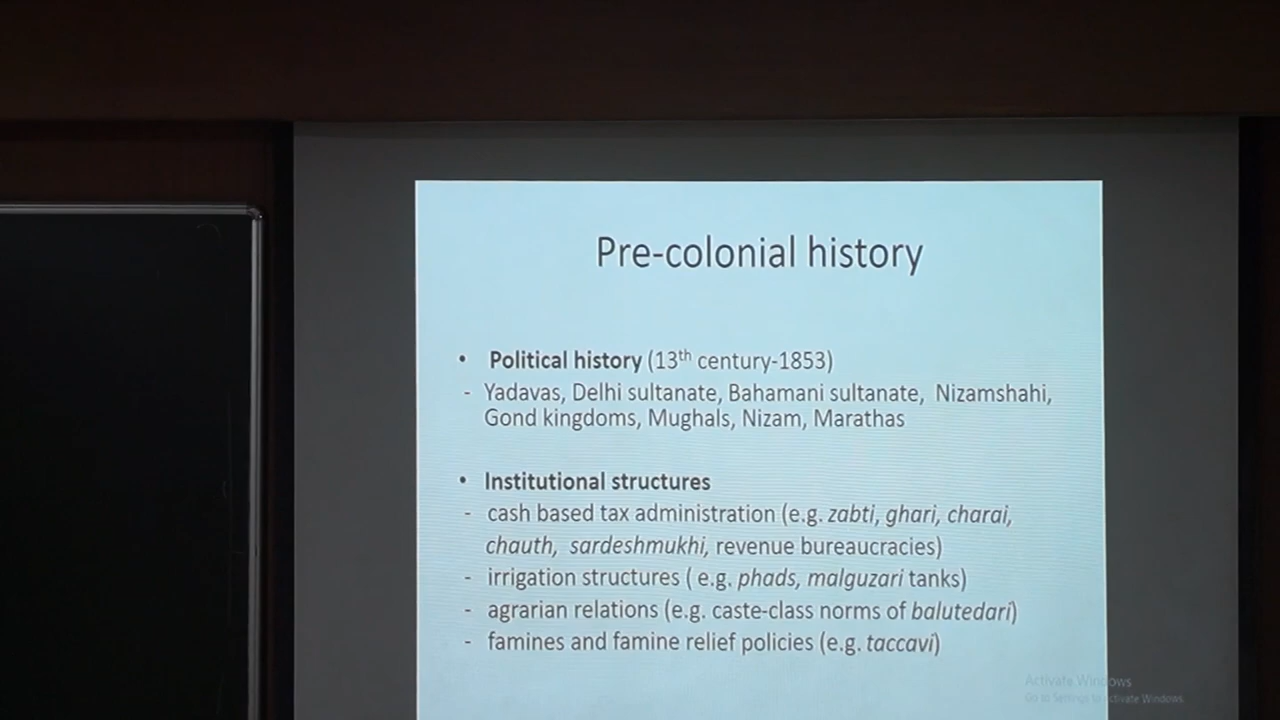 Pre-colonial history
• Political history (13th century-1853)
- Yadavas, Delhi sultanate, Bahamani sultanate, Nizamshahi,
Gond kingdoms, Mughals, Nizam, Marathas
• Institutional structures
- cash based tax administration (e.g. zabti, ghari, charai,
chauth, sardeshmukhi, revenue bureaucracies)
- irrigation structures ( e.g. phads, malguzari tanks)
- agrarian relations (e.g. caste-class norms of balutedari)
- famines and famine relief policies (e.g. taccavi)
Activate Windows
Go to Settings to activate Windows.